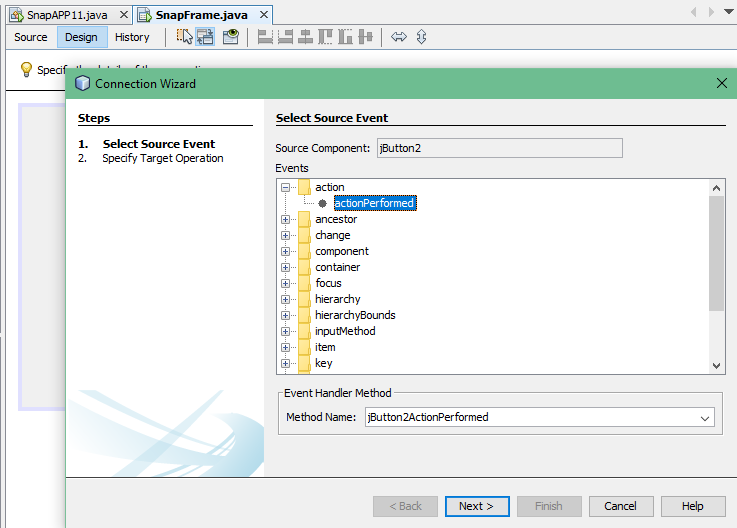 SnapAPP11.java
SnapFrame.java
Source Design History
Connection Wizard
Steps
1. Select Source Event
2. Specify Target Operation
Select Source Event
Source Component: jButton2
Events
action
actionPerformed
ancestor
change
component
container
focus
hierarchy
hierarchyBounds
inputMethod
item
key
Event Handler Method
Method Name: jButton2ActionPerformed
< Back Next > Finish Cancel Help